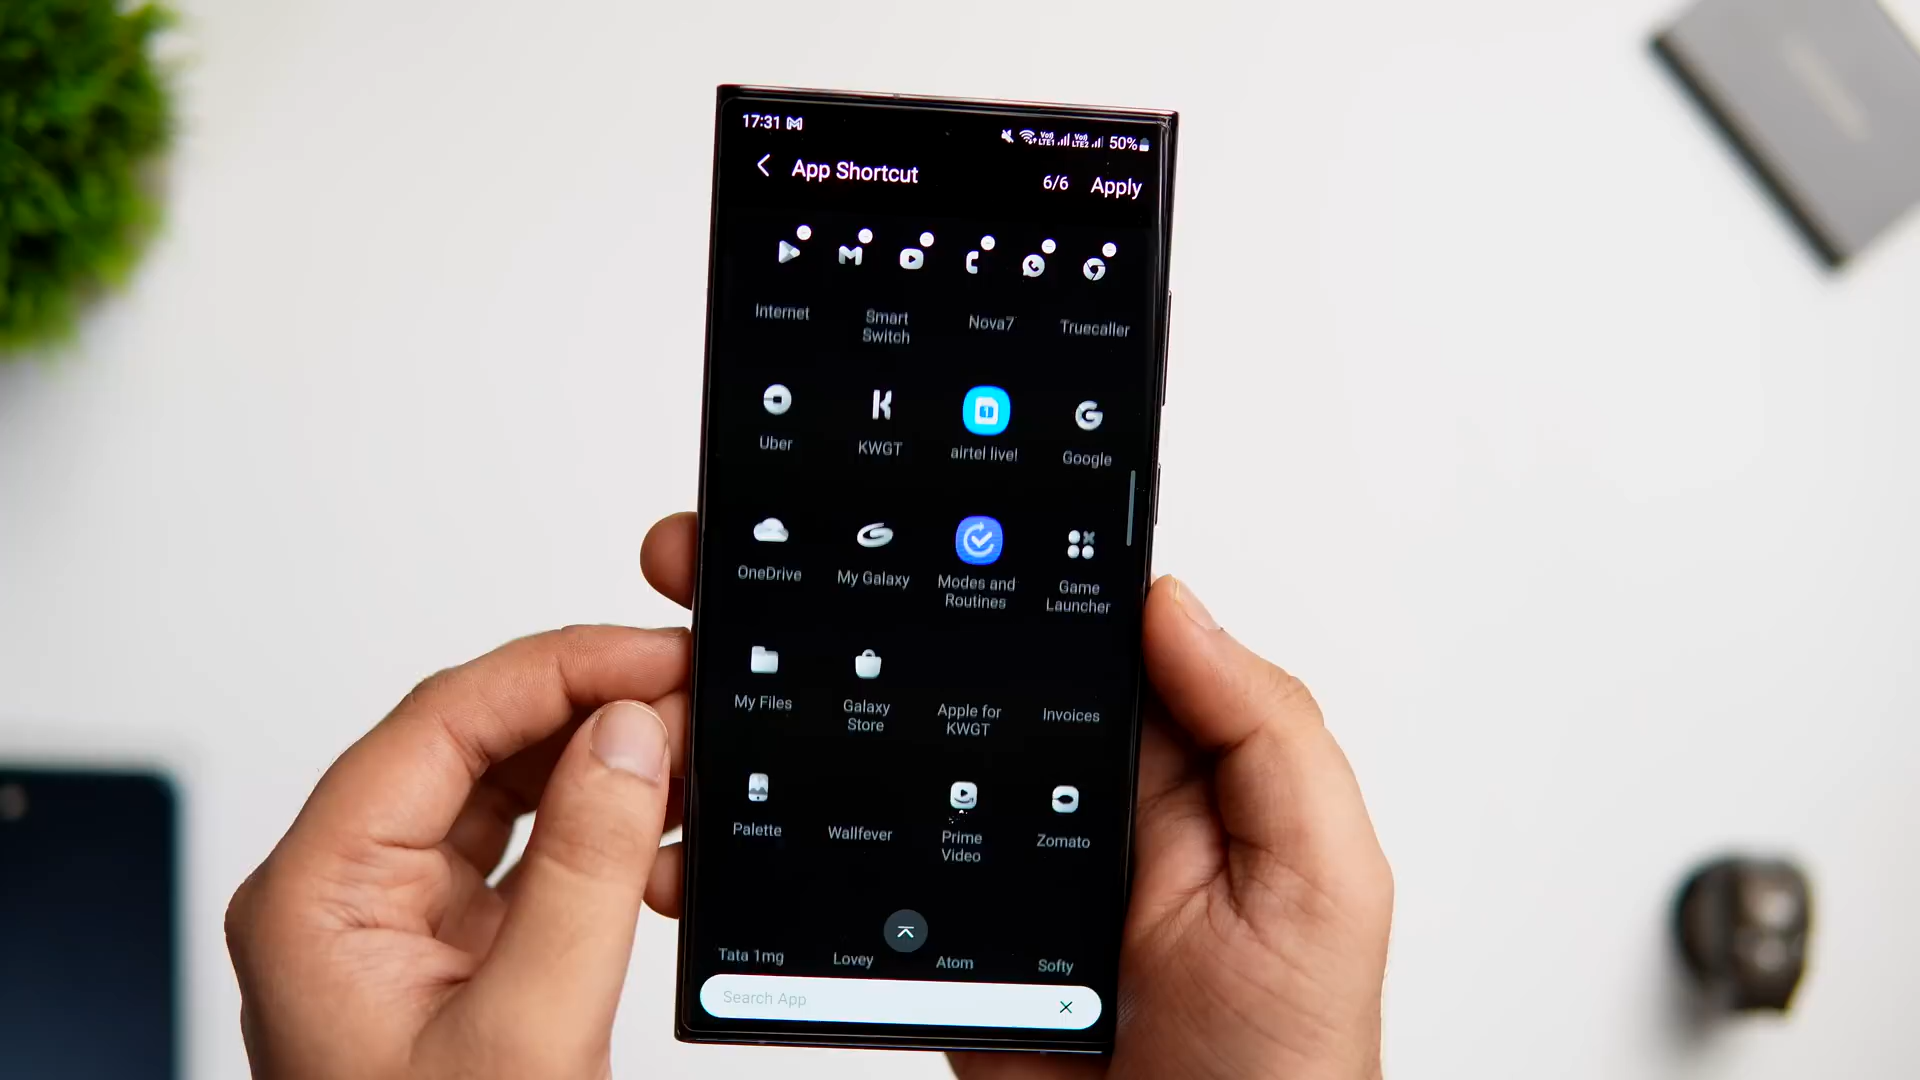 17:31 50%
App Shortcut 6/6 Apply
Internet Smart Switch Nova7 Truecaller
Uber KWGT airtel live! Google
OneDrive My Galaxy Modes and Routines Game Launcher
My Files Galaxy Store Apple for KWGT Invoices
Palette Wallfever Prime Video Zomato
Tata 1mg Lovey Atom Softy
Search App